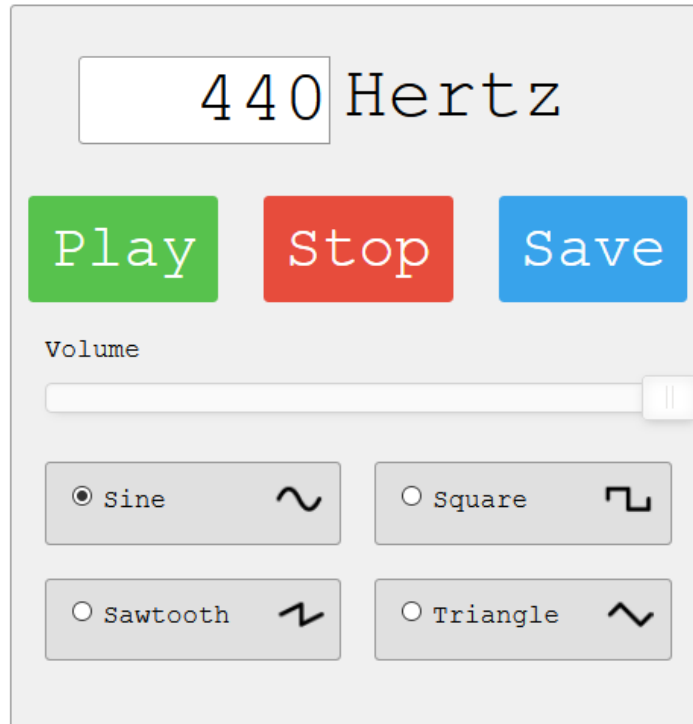 440 Hertz
Play Stop Save
Volume
Sine Square
Sawtooth Triangle